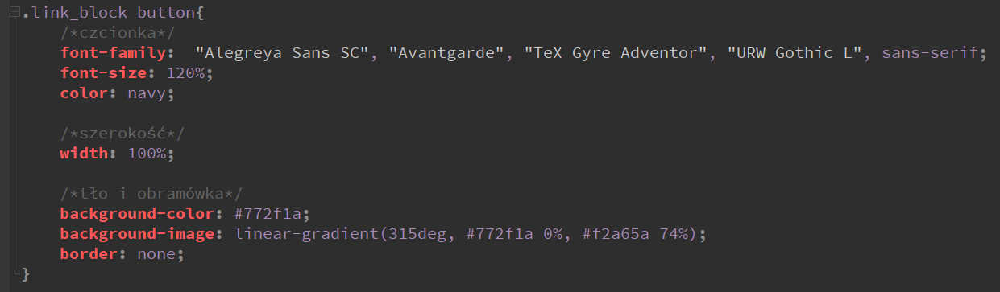 .link_block button{
    /*czcionka*/
    font-family:  "Alegreya Sans SC", "Avantgarde", "TeX Gyre Adventor", "URW Gothic L", sans-serif;
    font-size: 120%;
    color: navy;

    /*szerokość*/
    width: 100%;

    /*tło i obramówka*/
    background-color: #772f1a;
    background-image: linear-gradient(315deg, #772f1a 0%, #f2a65a 74%);
    border: none;
}